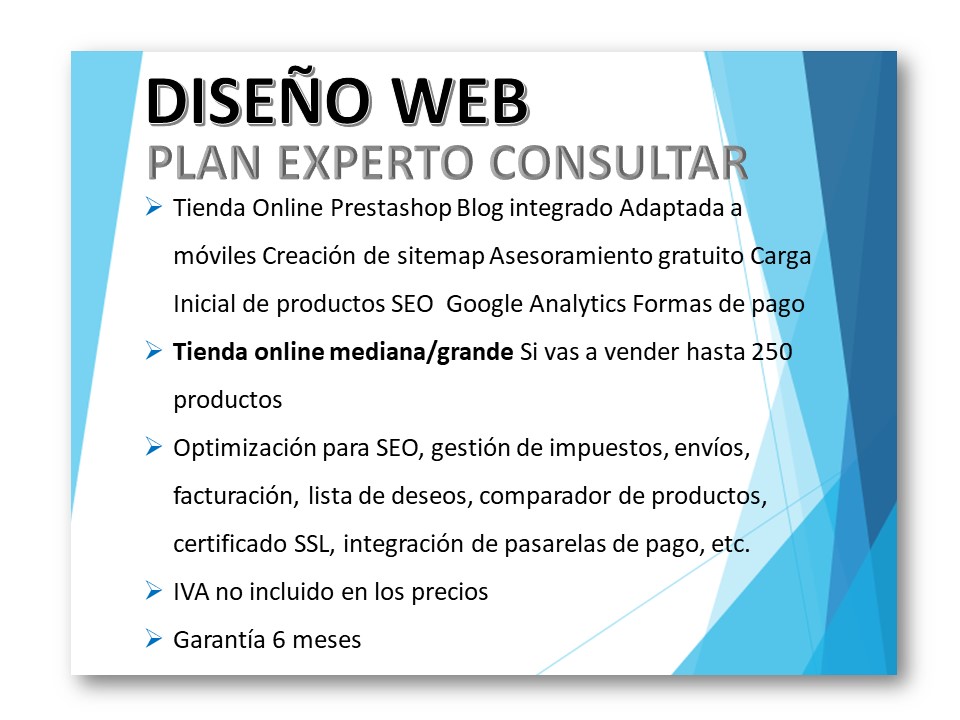 DISEÑO WEB
PLAN EXPERTO CONSULTAR
Tienda Online Prestashop Blog integrado Adaptada a
móviles Creación de sitemap Asesoramiento gratuito Carga
Inicial de productos SEO  Google Analytics Formas de pago
Tienda online mediana/grande Si vas a vender hasta 250
productos
Optimización para SEO, gestión de impuestos, envíos,
facturación, lista de deseos, comparador de productos,
certificado SSL, integración de pasarelas de pago, etc.
IVA no incluido en los precios
Garantía 6 meses